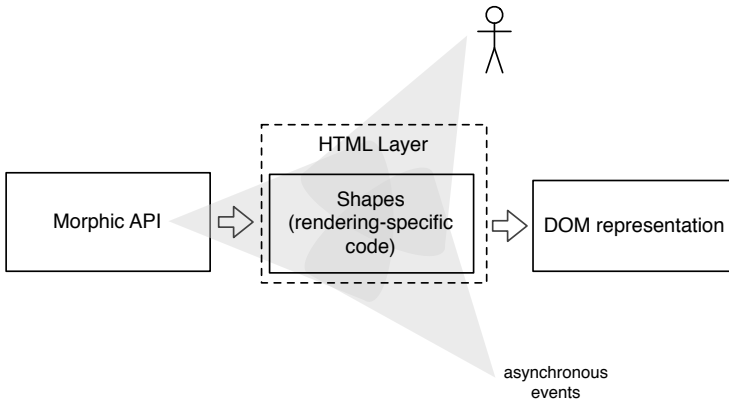 HTML Layer
Morphic API
Shapes
(rendering-specific
code)
DOM representation
asynchronous
events